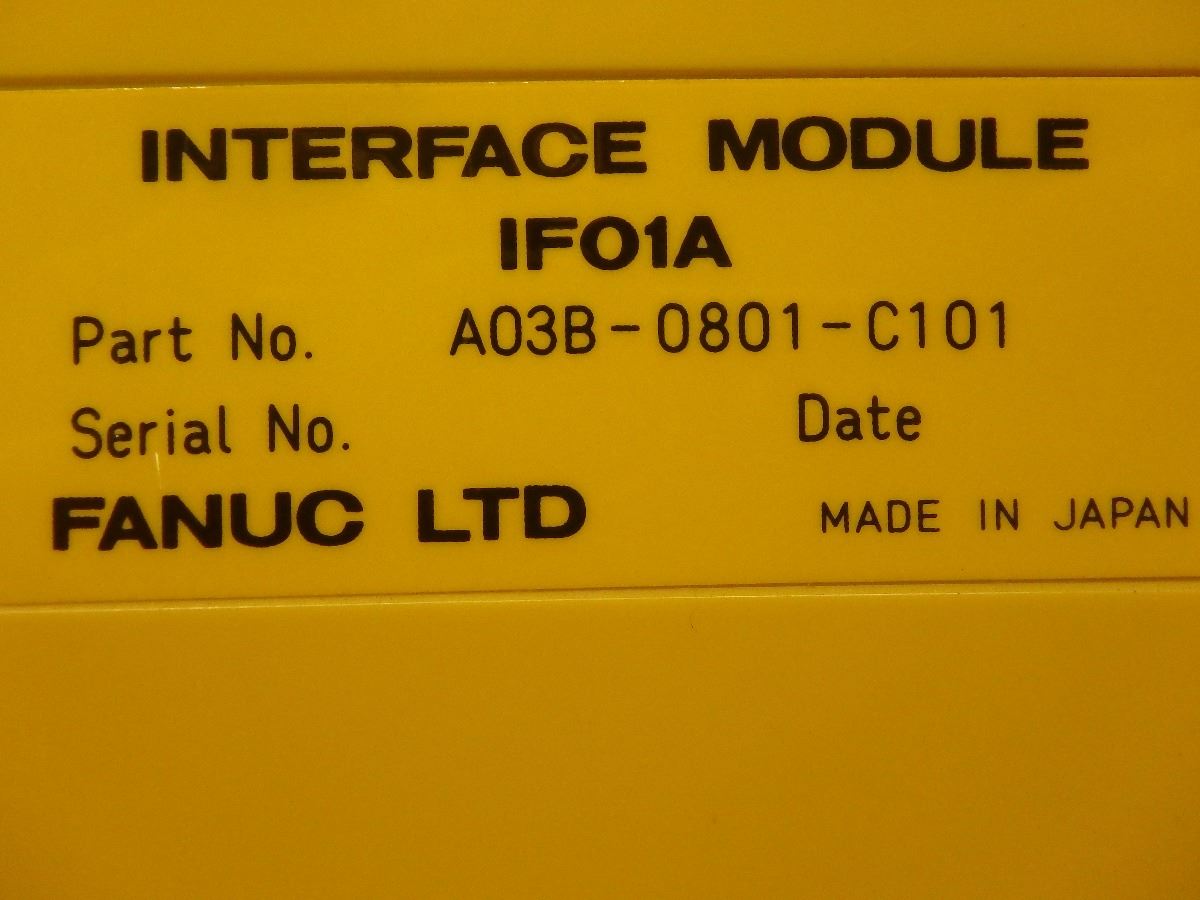 INTERFACE MODULE
IF01A
Part No. A03B-0801-C101
Serial No. Date
FANUC LTD MADE IN JAPAN